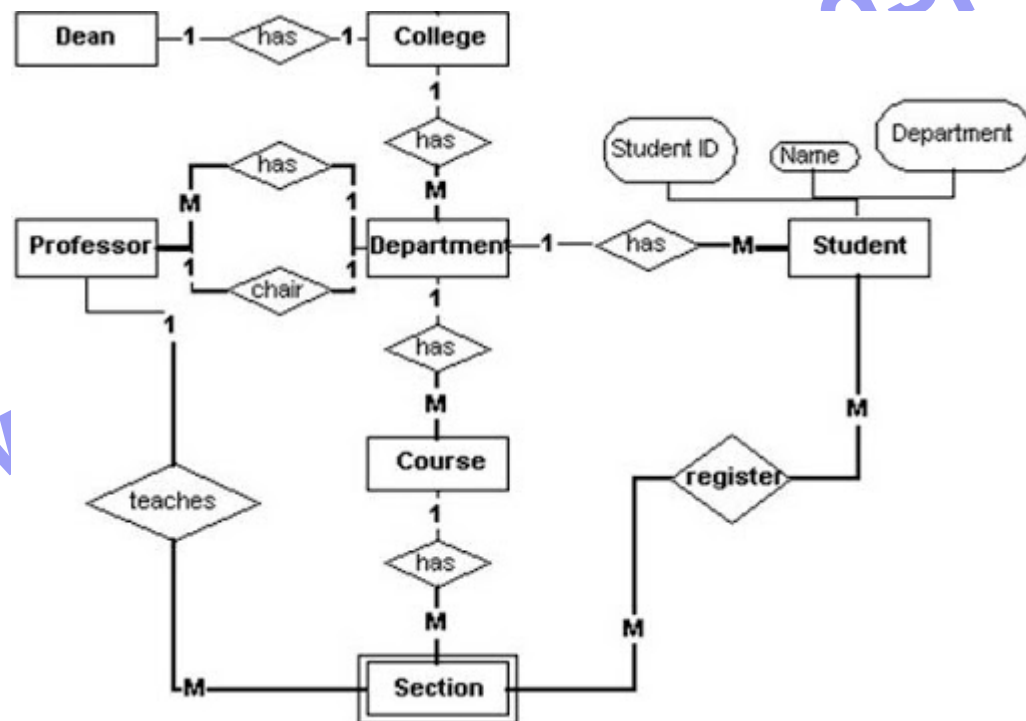 Dean
1
has
1
College
1
has
M
Student ID
Name
Department
has
M
1
Professor
1
chair
1
Department
1
has
M
Student
1
1
has
M
Course
M
register
teaches
1
has
M
M
M
Section